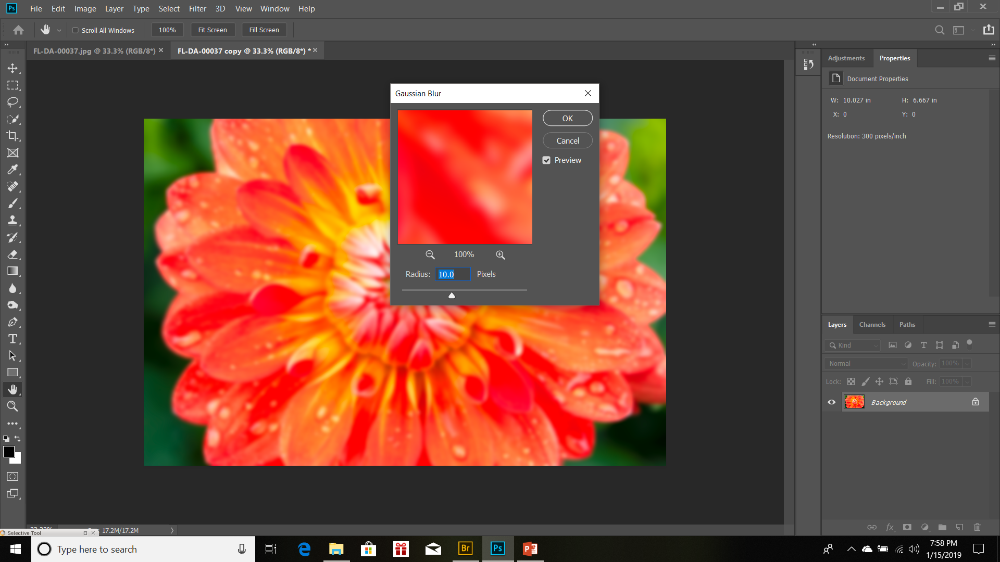 Ps File Edit Image Layer Type Select Filter 3D View Window Help
Scroll All Windows 100% Fit Screen Fill Screen
FL-DA-00037.jpg @ 33.3% (RGB/8*) × FL-DA-00037 copy @ 33.3% (RGB/8*) * ×
Gaussian Blur
OK
Cancel
Preview
100%
Radius: 10.0 Pixels
Adjustments Properties
Document Properties
W: 10.027 in H: 6.667 in
X: 0 Y: 0
Resolution: 300 pixels/inch
Layers Channels Paths
Kind
Normal Opacity: 100%
Lock: Fill: 100%
Background
17.2M/17.2M
Selective Tool
Type here to search
Br Ps
7:58 PM
1/15/2019